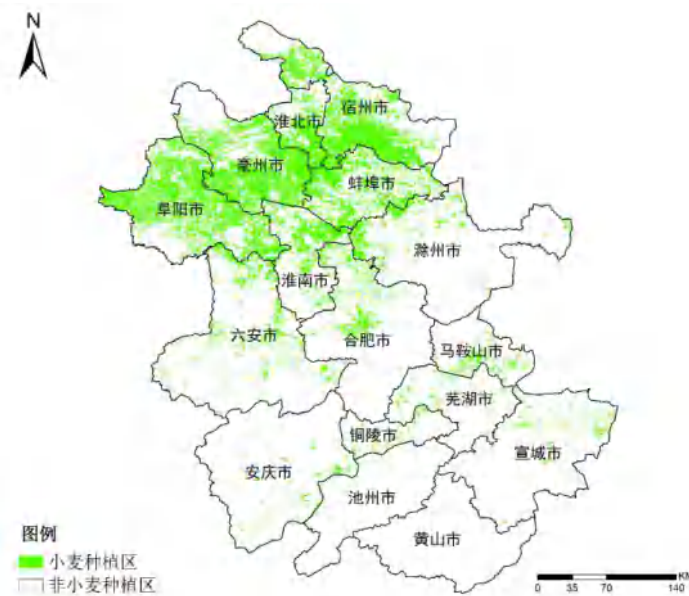 N
宿州市
淮北市
亳州市
蚌埠市
阜阳市
滁州市
淮南市
六安市
合肥市
马鞍山市
芜湖市
铜陵市
宣城市
安庆市
池州市
黄山市
图例
小麦种植区
非小麦种植区
KM
0 35 70 140